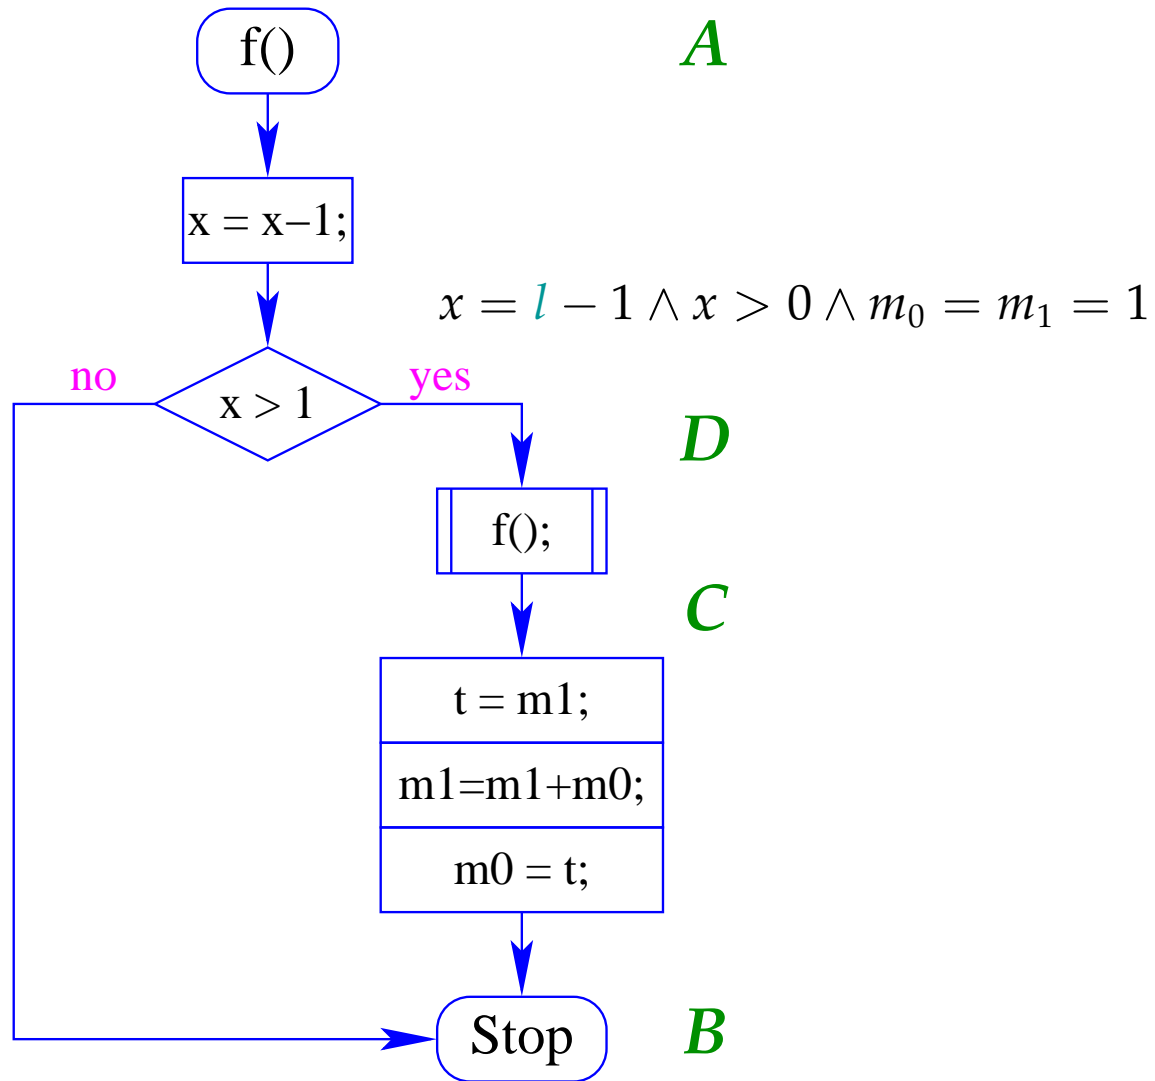 f()
A
x = x–1;
x = l − 1 ∧ x > 0 ∧ m₀ = m₁ = 1
no
yes
x > 1
D
f();
C
t = m1;
m1=m1+m0;
m0 = t;
Stop
B